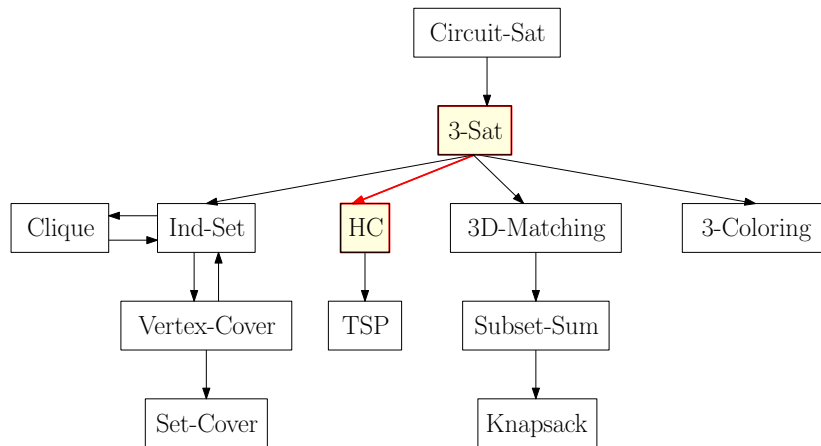 Circuit-Sat
3-Sat
Clique
Ind-Set
HC
3D-Matching
3-Coloring
Vertex-Cover
TSP
Subset-Sum
Set-Cover
Knapsack